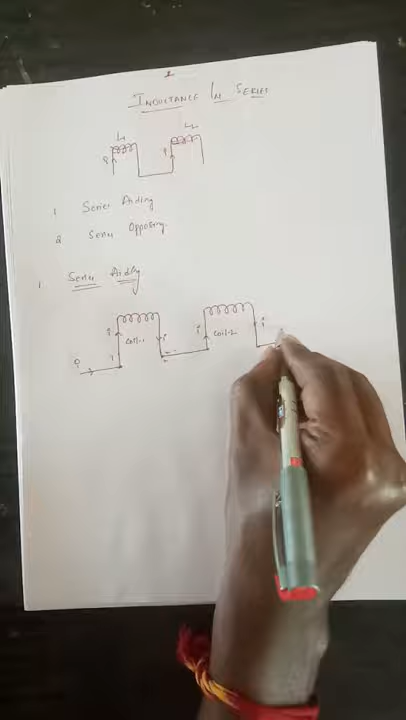 INDUCTANCE IN SERIES
L1 L2
1 Series Aiding
2 Series Opposing
1. Series Aiding
i i i i
coil-1 coil-2
i